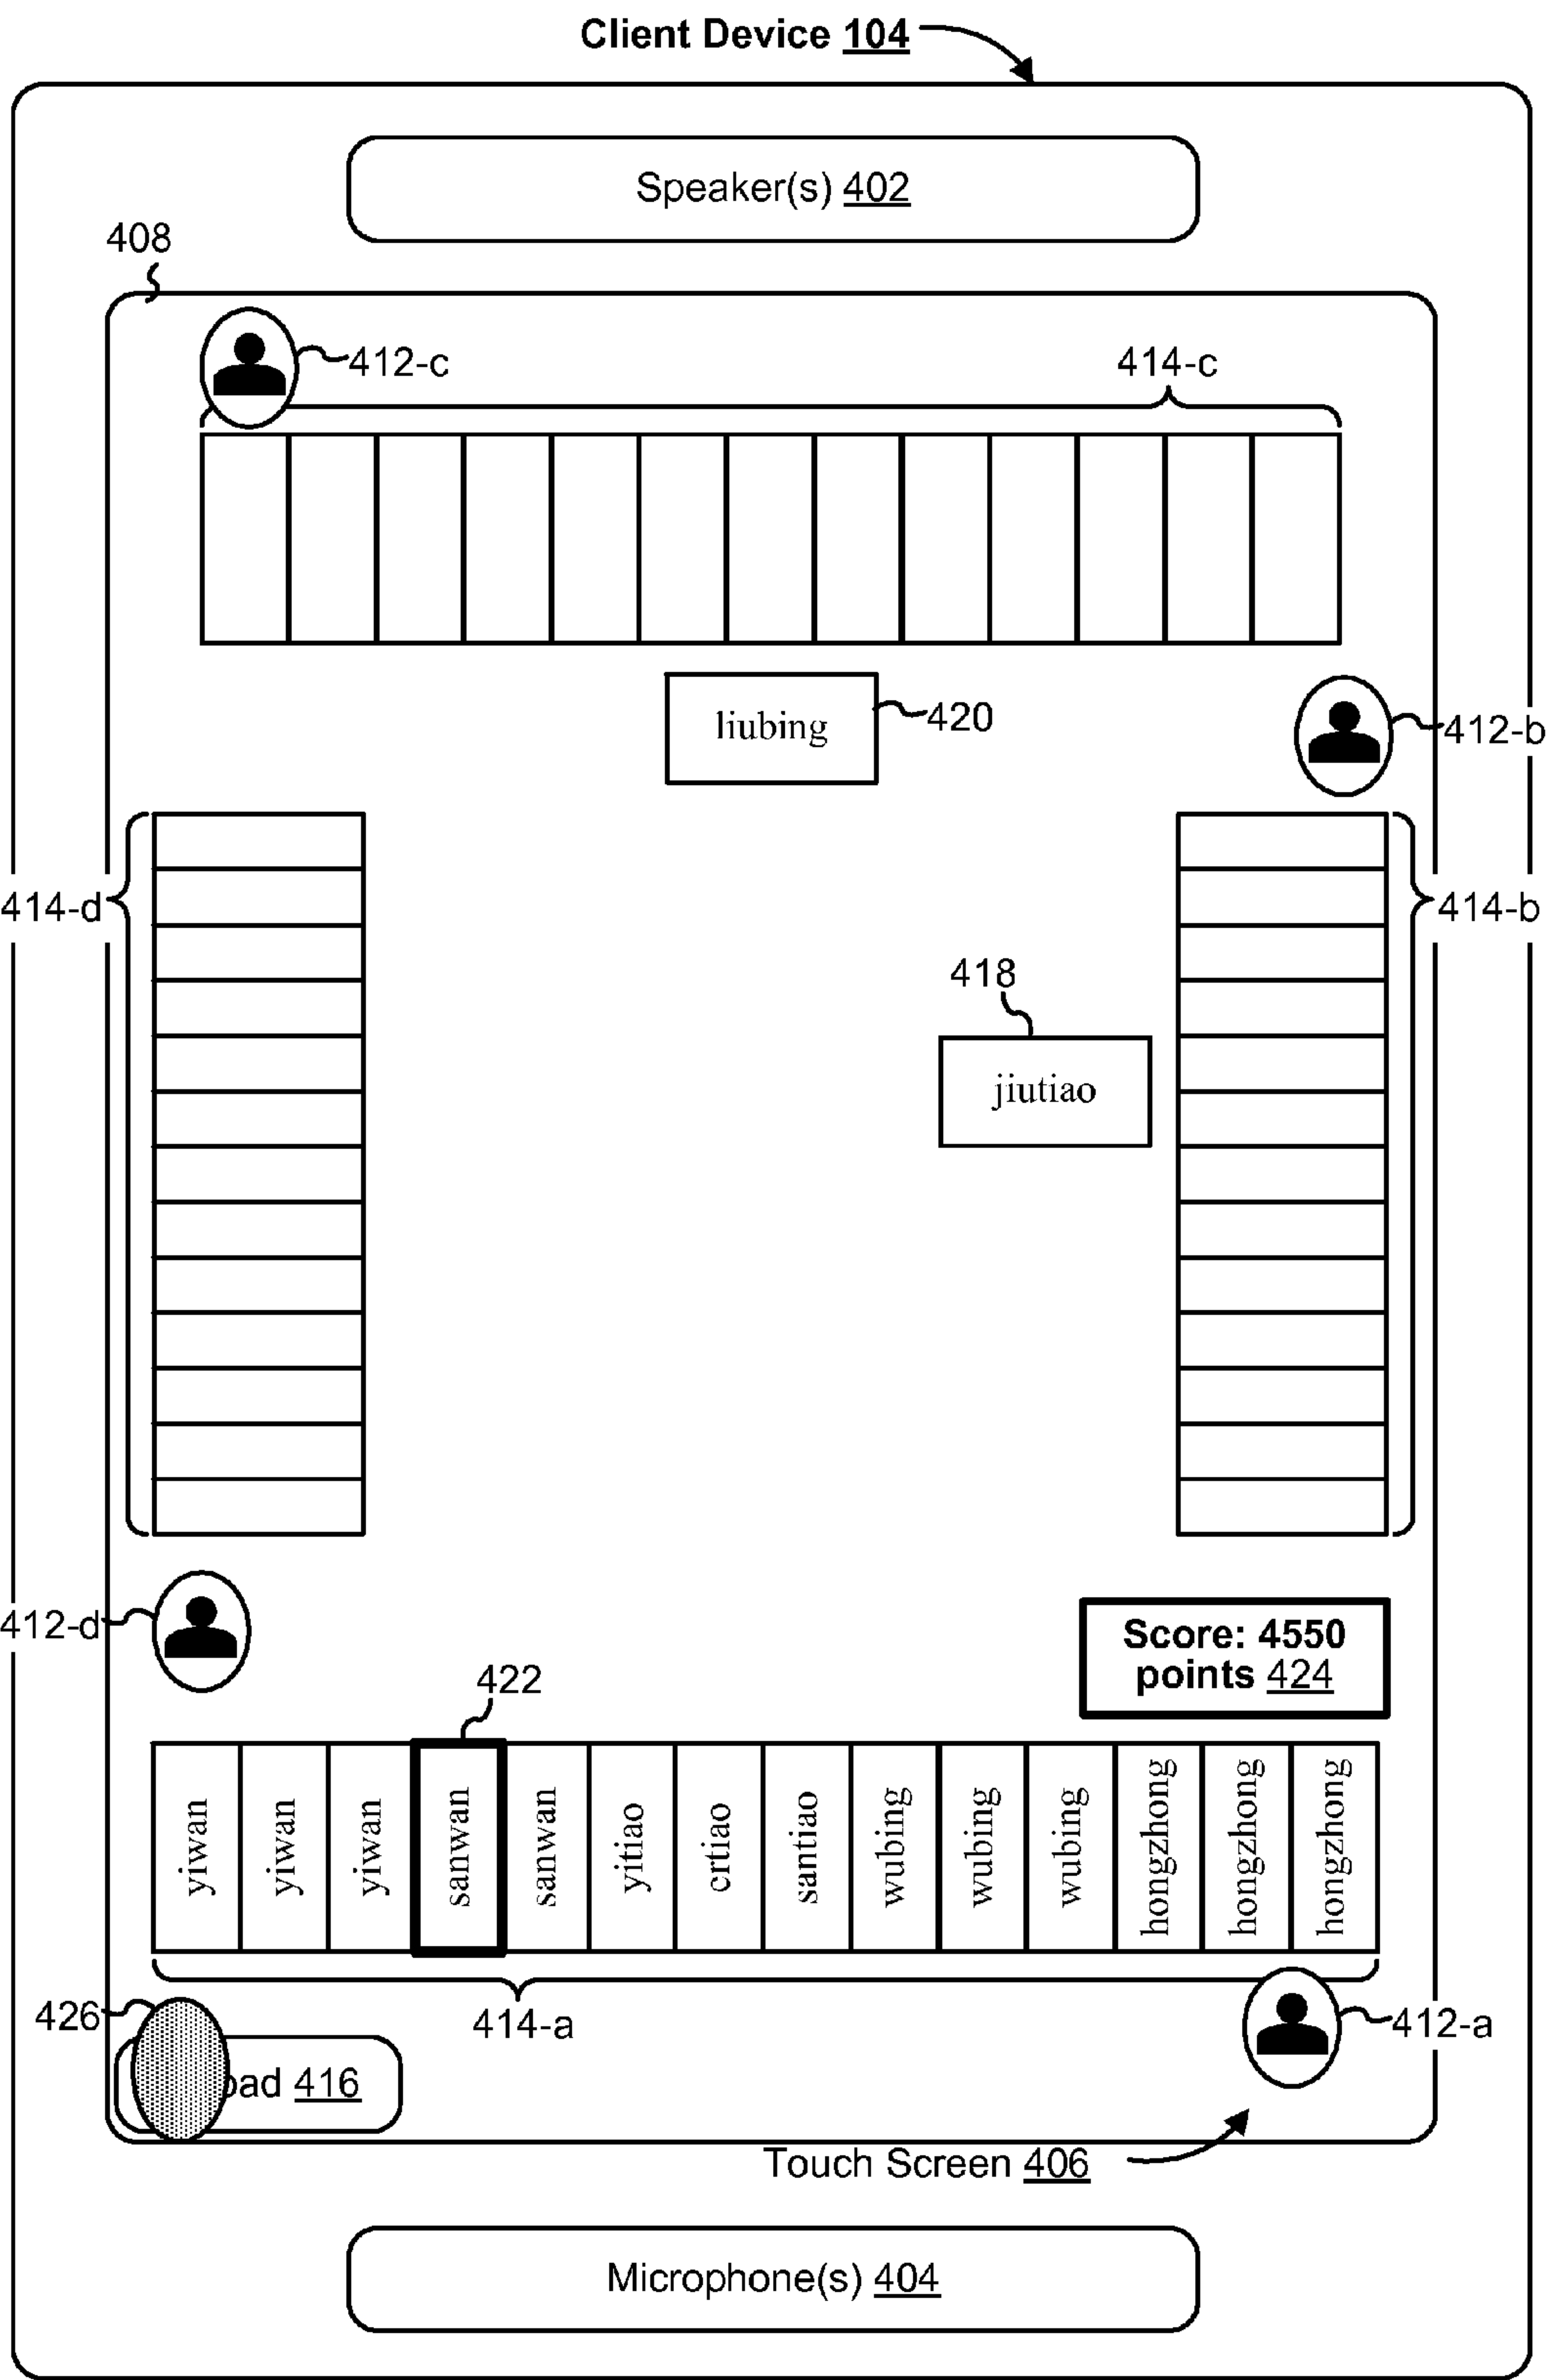 Client Device 104
Speaker(s) 402
408
412-c
414-c
liubing
420
412-b
414-d
414-b
418
jiutiao
412-d
Score: 4550
points 424
422
yiwan
yiwan
yiwan
sanwan
sanwan
yitiao
crtiao
santiao
wubing
wubing
wubing
hongzhong
hongzhong
hongzhong
426
414-a
412-a
416
Touch Screen 406
Microphone(s) 404